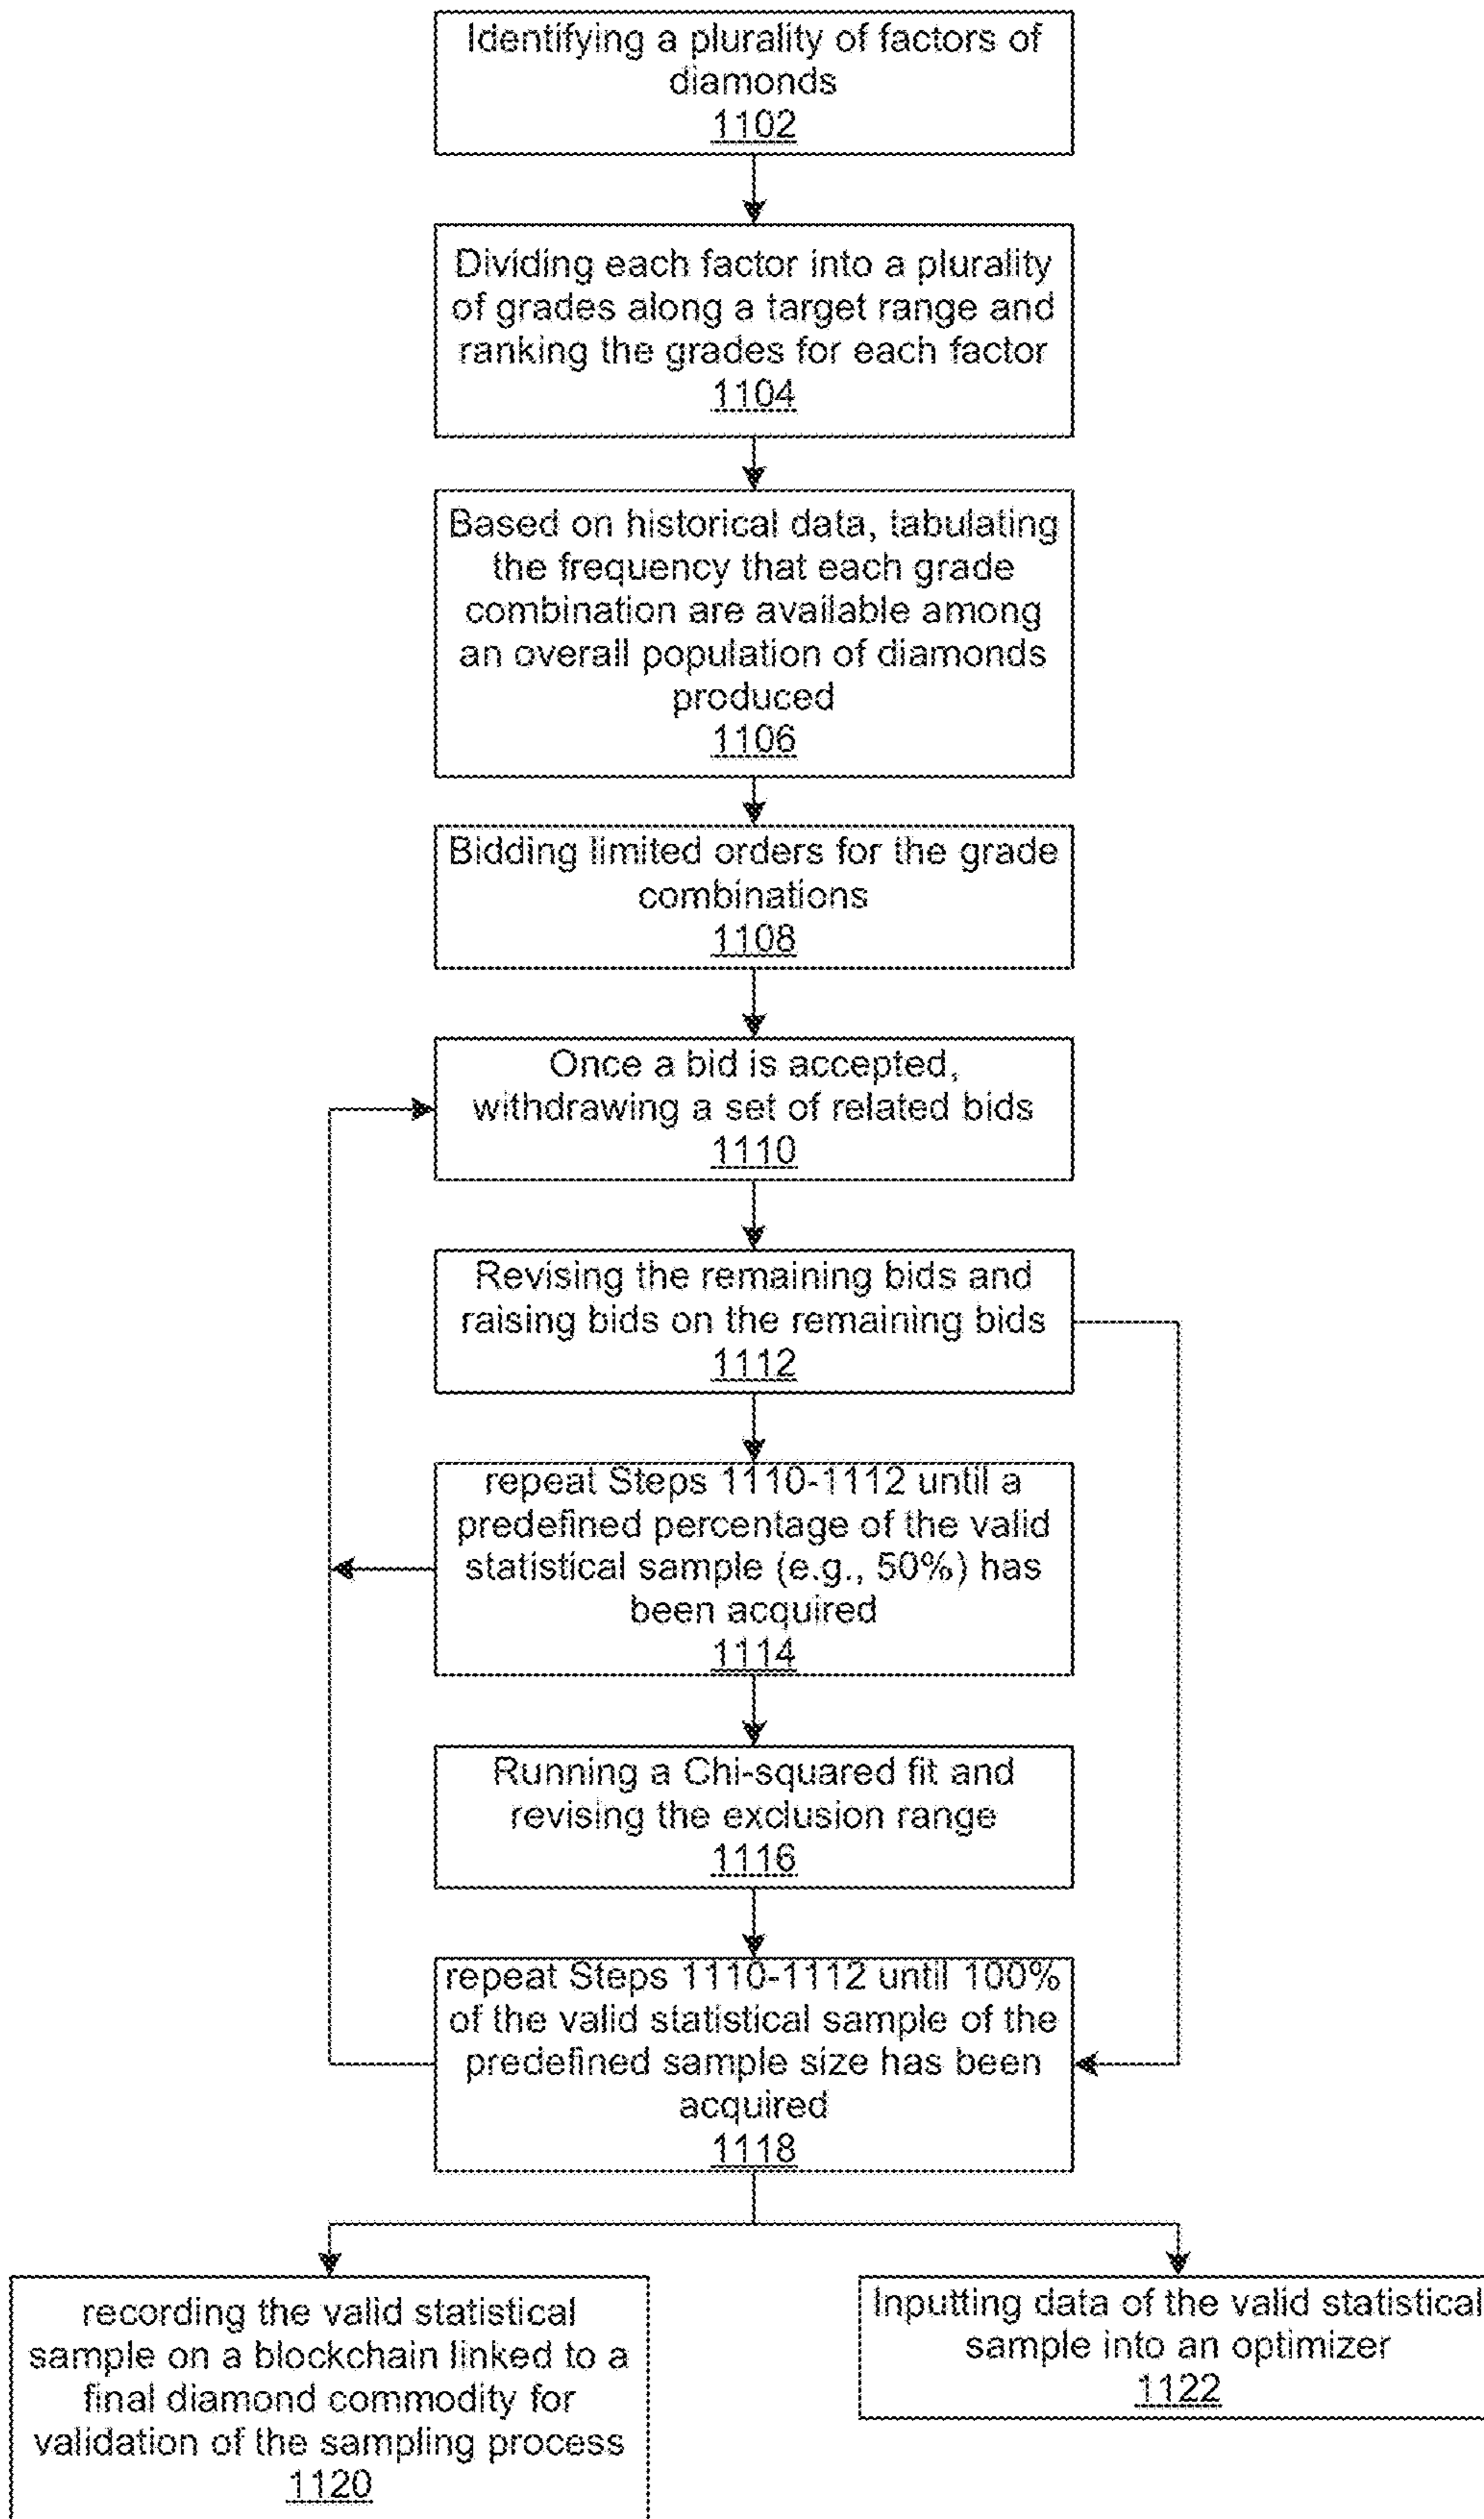 Identifying a plurality of factors of
diamonds
1102
Dividing each factor into a plurality
of grades along a target range and
ranking the grades for each factor
1104
Based on historical data, tabulating
the frequency that each grade
combination are available among
an overall population of diamonds
produced
1106
Bidding limited orders for the grade
combinations
1108
Once a bid is accepted,
withdrawing a set of related bids
1110
Revising the remaining bids and
raising bids on the remaining bids
1112
repeat Steps 1110-1112 until a
predefined percentage of the valid
statistical sample (e.g., 50%) has
been acquired
1114
Running a Chi-squared fit and
revising the exclusion range
1116
repeat Steps 1110-1112 until 100%
of the valid statistical sample of the
predefined sample size has been
acquired
1118
recording the valid statistical
sample on a blockchain linked to a
final diamond commodity for
validation of the sampling process
1120
Inputting data of the valid statistical
sample into an optimizer
1122